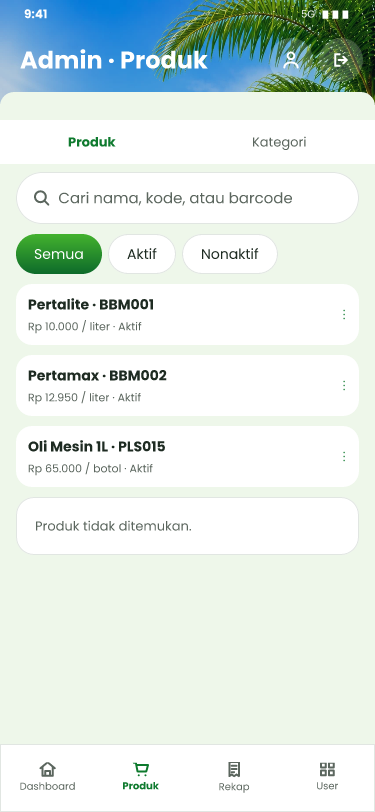 9:41
5G
Admin · Produk
Produk
Kategori
Cari nama, kode, atau barcode
Semua
Aktif
Nonaktif
Pertalite · BBM001
Rp 10.000 / liter · Aktif
Pertamax · BBM002
Rp 12.950 / liter · Aktif
Oli Mesin 1L · PLS015
Rp 65.000 / botol · Aktif
Produk tidak ditemukan.
Dashboard
Produk
Rekap
User